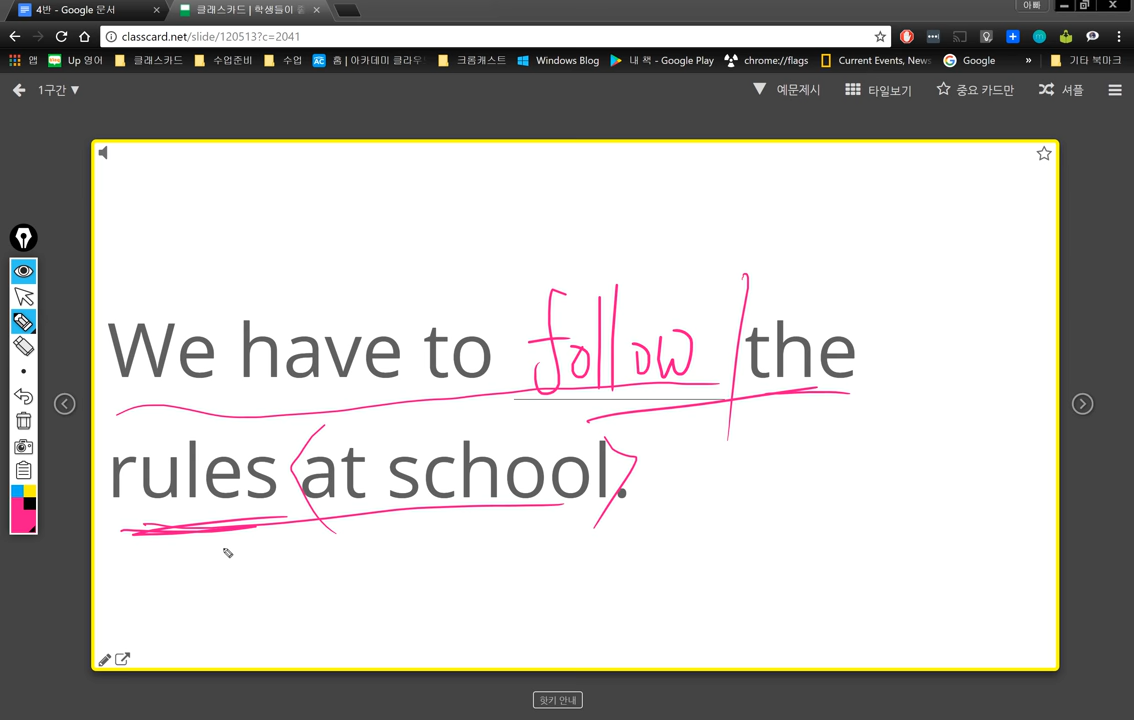 4반 - Google 문서
클래스카드 | 학생들이
아빠
classcard.net/slide/120513?c=2041
앱 Up 영어 클래스카드 수업준비 수업 홈 | 아카데미 클라우 크롬캐스트 Windows Blog 내 책 - Google Play chrome://flags Current Events, News Google » 기타 북마크
1구간 ▼ ▼ 예문제시 타일보기 중요 카드만 셔플
We have to follow the
rules at school.
핫키 안내